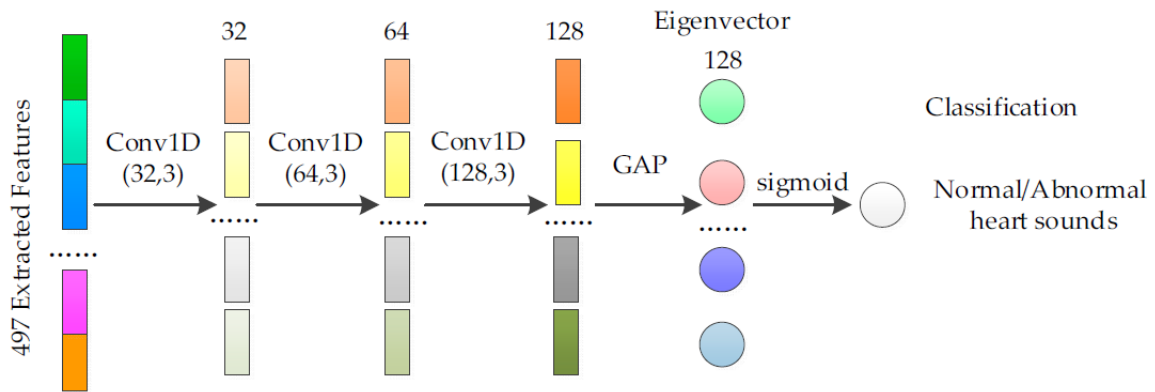 497 Extracted Features
......
Conv1D
(32,3)
32
......
Conv1D
(64,3)
64
......
Conv1D
(128,3)
128
......
GAP
Eigenvector
128
......
sigmoid
Classification
Normal/Abnormal
heart sounds